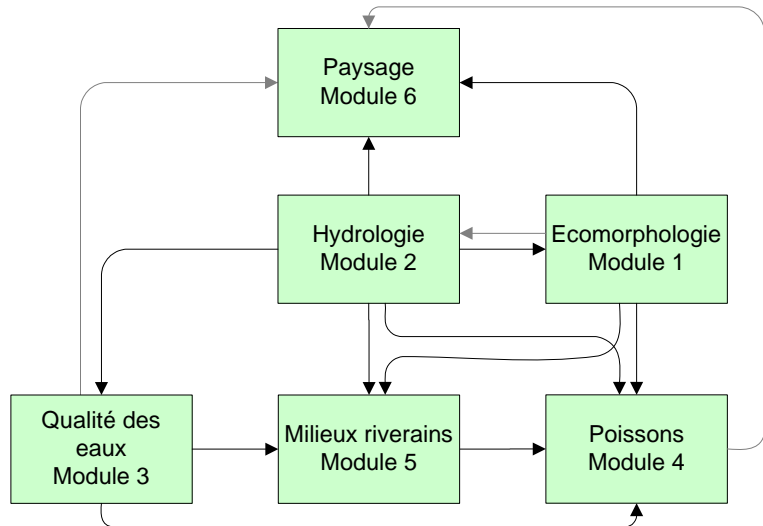 Paysage
Module 6
Hydrologie
Module 2
Ecomorphologie
Module 1
Qualité des
eaux
Module 3
Milieux riverains
Module 5
Poissons
Module 4